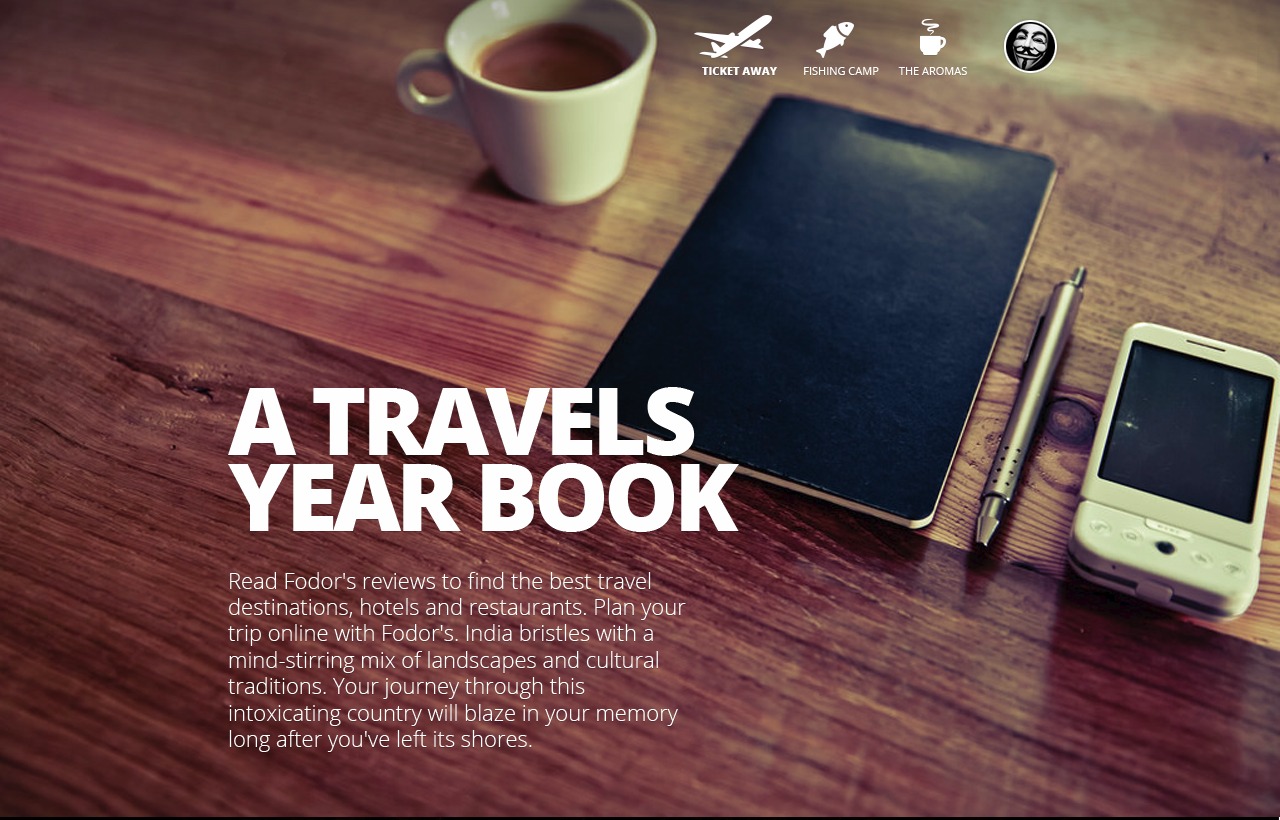 TICKET AWAY
FISHING CAMP
THE AROMAS
A TRAVELS
YEAR BOOK
Read Fodor's reviews to find the best travel
destinations, hotels and restaurants. Plan your
trip online with Fodor's. India bristles with a
mind-stirring mix of landscapes and cultural
traditions. Your journey through this
intoxicating country will blaze in your memory
long after you've left its shores.